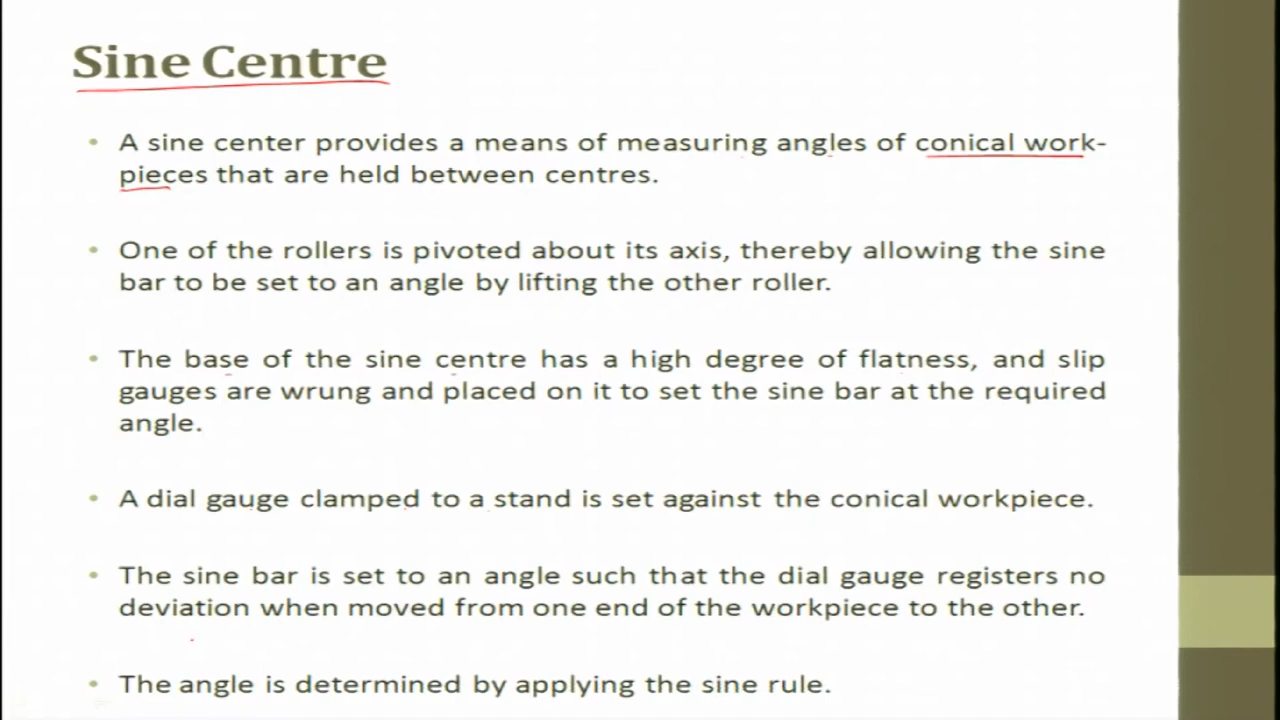 Sine Centre
• A sine center provides a means of measuring angles of conical work-
pieces that are held between centres.
• One of the rollers is pivoted about its axis, thereby allowing the sine
bar to be set to an angle by lifting the other roller.
• The base of the sine centre has a high degree of flatness, and slip
gauges are wrung and placed on it to set the sine bar at the required
angle.
• A dial gauge clamped to a stand is set against the conical workpiece.
• The sine bar is set to an angle such that the dial gauge registers no
deviation when moved from one end of the workpiece to the other.
• The angle is determined by applying the sine rule.